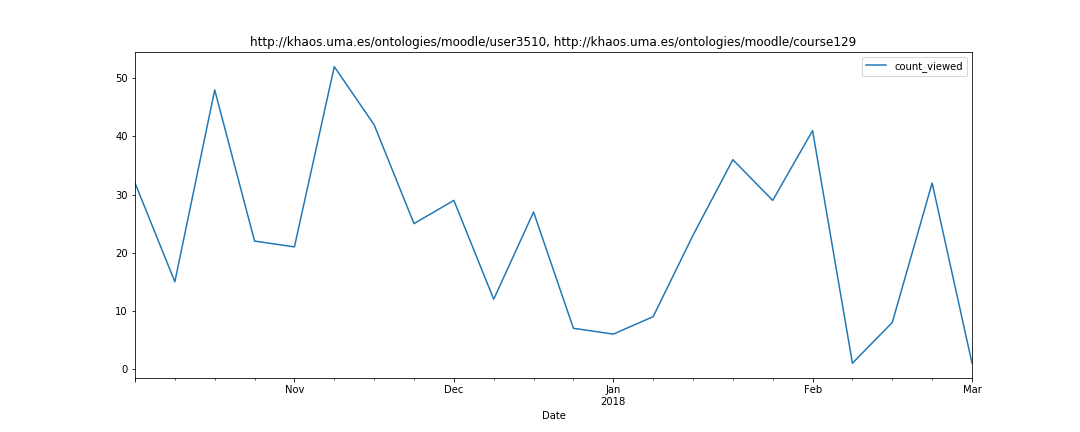 http://khaos.uma.es/ontologies/moodle/user3510, http://khaos.uma.es/ontologies/moodle/course129
count_viewed
50
40
30
20
10
0
Nov
Dec
Jan
2018
Feb
Mar
Date